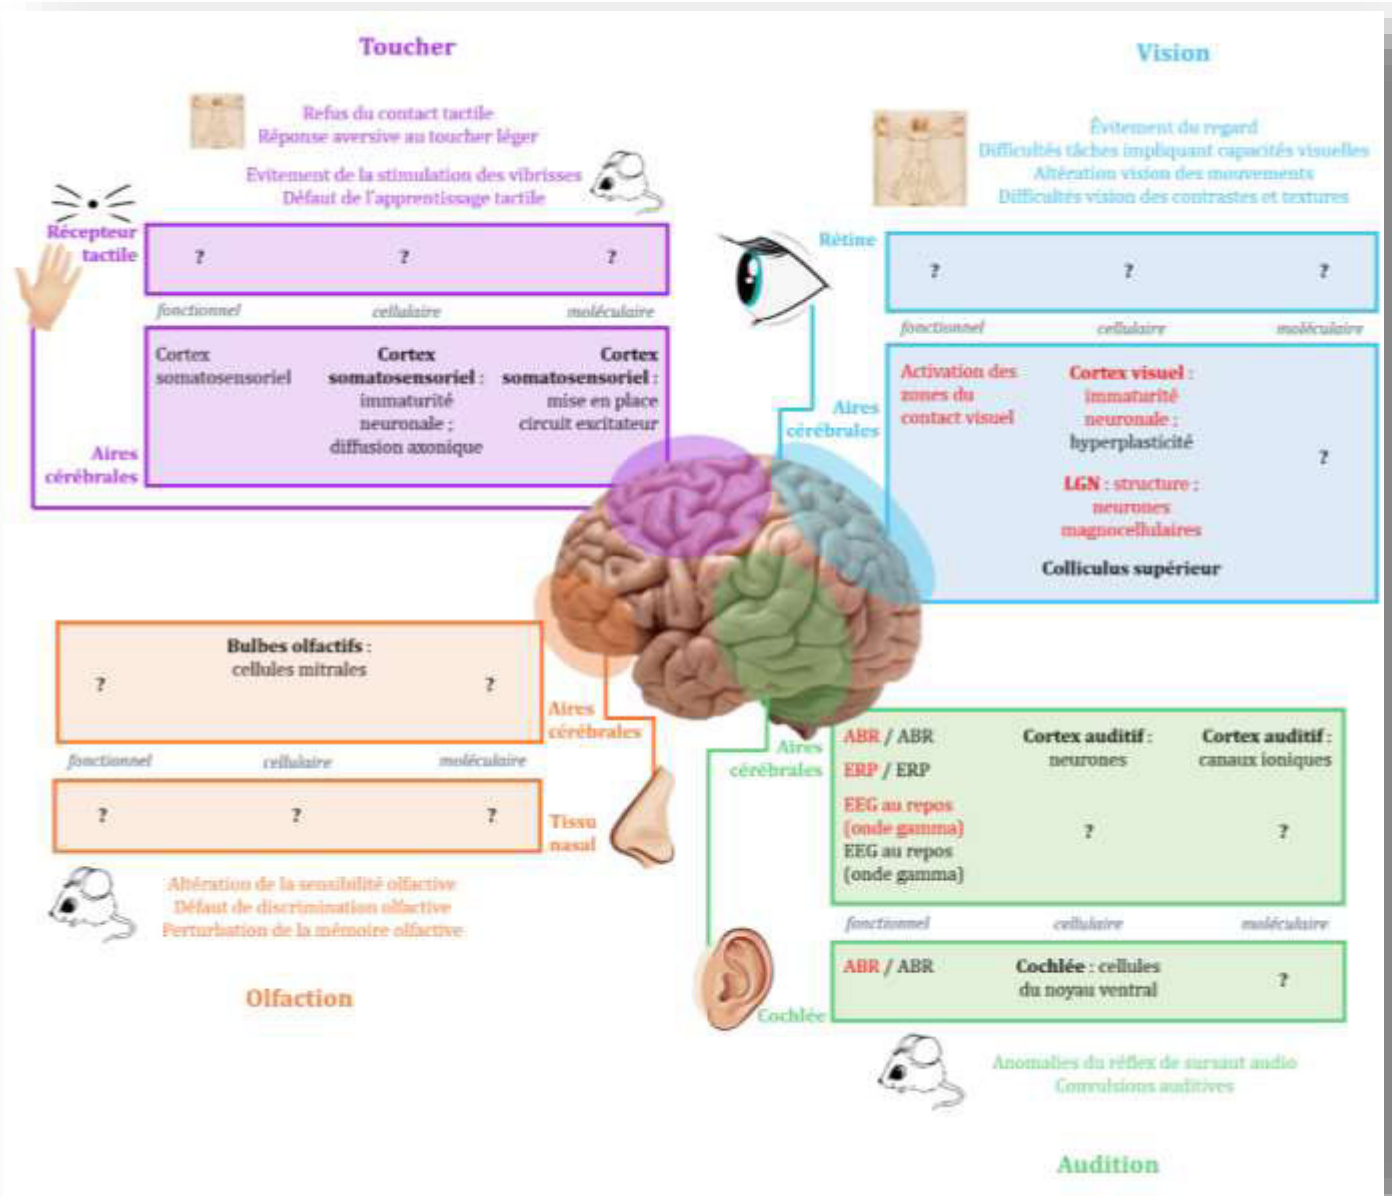 Toucher
Refus du contact tactile
Réponse aversive au toucher léger
Evitement de la stimulation des vibrisses
Défaut de l'apprentissage tactile
Récepteur
tactile
?
?
?
fonctionnel
cellulaire
moléculaire
Cortex
somatosensoriel
Cortex
somatosensoriel :
immaturité
neuronale ;
diffusion axonique
Cortex
somatosensoriel :
mise en place
circuit excitateur
Aires
cérébrales
Vision
Évitement du regard
Difficultés tâches impliquant capacités visuelles
Altération vision des mouvements
Difficultés vision des contrastes et textures
Rétine
?
?
?
fonctionnel
cellulaire
moléculaire
Aires
cérébrales
Activation des
zones du
contact visuel
Cortex visuel :
immaturité
neuronale ;
hyperplasticité
LGN : structure ;
neurones
magnocellulaires
Colliculus supérieur
?
?
Bulbes olfactifs :
cellules mitrales
?
Aires
cérébrales
fonctionnel
cellulaire
moléculaire
?
?
?
Tissu
nasal
Altération de la sensibilité olfactive
Défaut de discrimination olfactive
Perturbation de la mémoire olfactive
Olfaction
Aires
cérébrales
ABR / ABR
ERP / ERP
EEG au repos
(onde gamma)
EEG au repos
(onde gamma)
Cortex auditif :
neurones
?
Cortex auditif :
canaux ioniques
?
fonctionnel
cellulaire
moléculaire
ABR / ABR
Cochlée : cellules
du noyau ventral
?
Cochlée
Anomalies du réflex de sursaut audio
Convulsions auditives
Audition